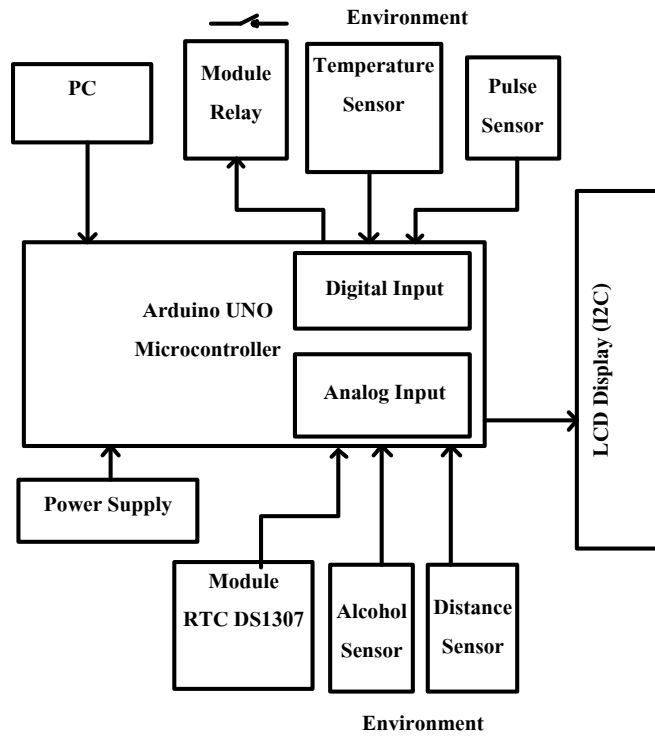 Environment
PC
Module
Relay
Temperature
Sensor
Pulse
Sensor
Digital Input
Arduino UNO
Microcontroller
Analog Input
LCD Display (I2C)
Power Supply
Module
RTC DS1307
Alcohol
Sensor
Distance
Sensor
Environment